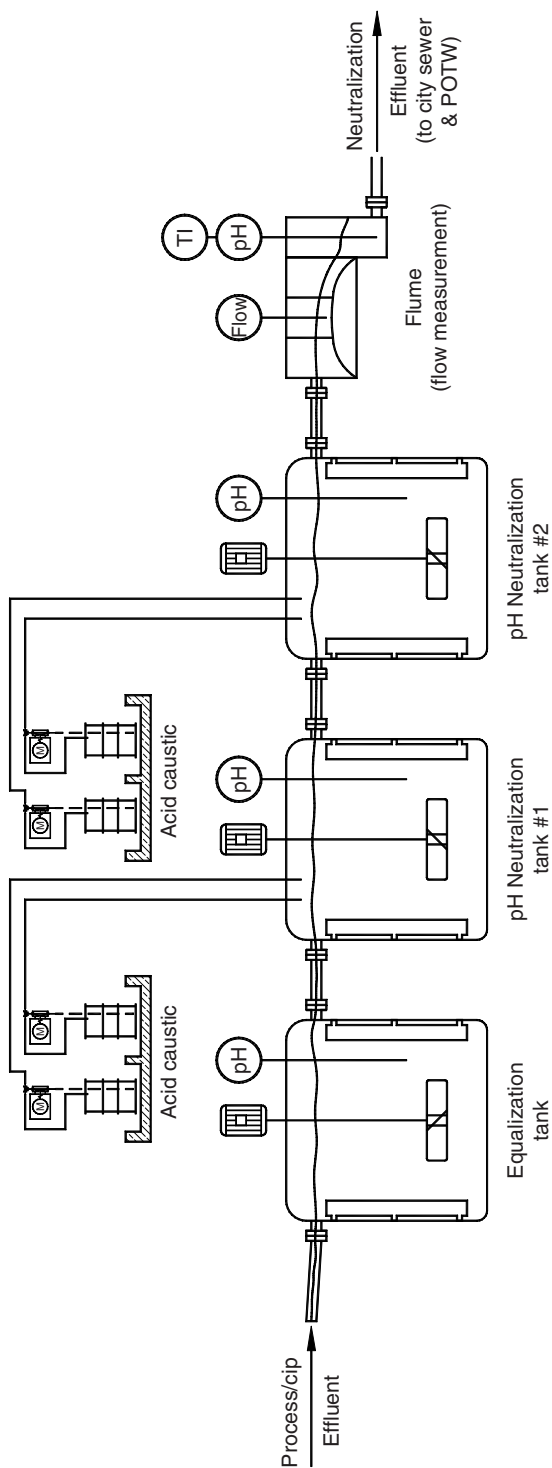 Process/cip
Effluent
pH
Equalization
tank
M
M
Acid caustic
pH
pH Neutralization
tank #1
M
M
Acid caustic
pH
pH Neutralization
tank #2
Flow
TI
pH
Flume
(flow measurement)
Neutralization
Effluent
(to city sewer
& POTW)